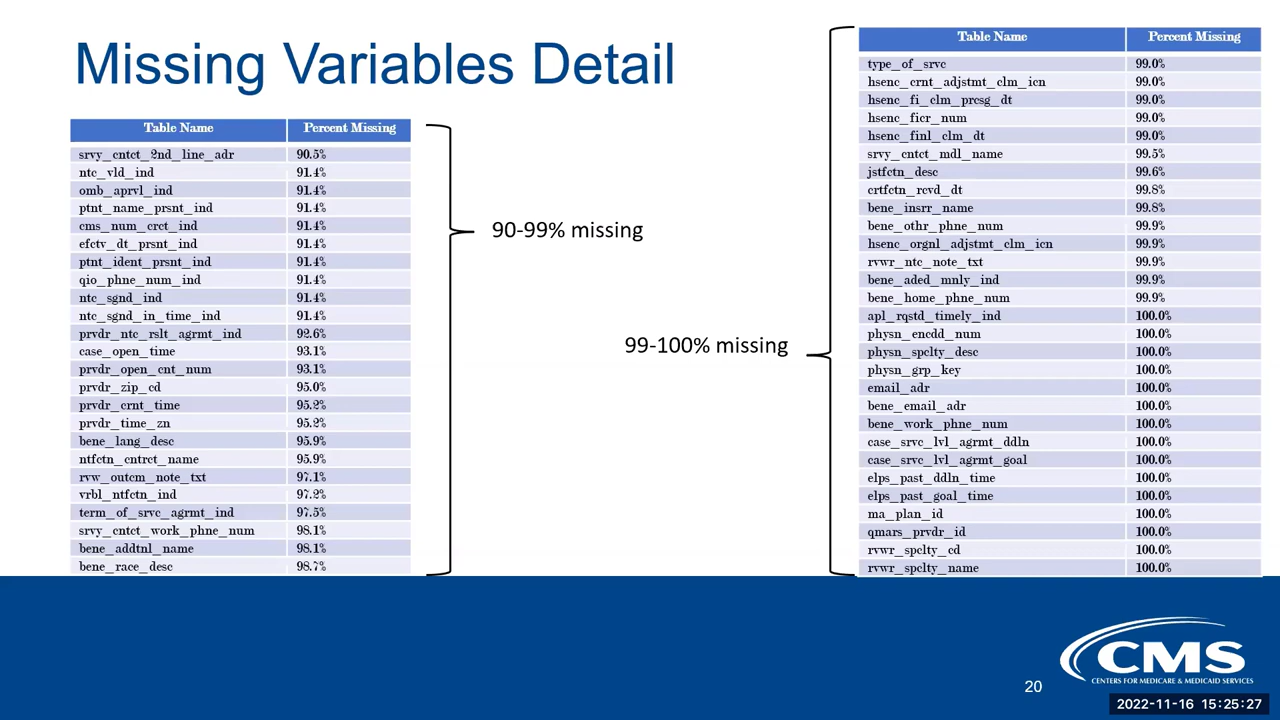 Missing Variables Detail
Table Name Percent Missing
srvy_cntct_2nd_line_adr 90.5%
ntc_vld_ind 91.4%
omb_aprvl_ind 91.4%
ptnt_name_prsnt_ind 91.4%
cms_num_crct_ind 91.4%
efctv_dt_prsnt_ind 91.4%
ptnt_ident_prsnt_ind 91.4%
qio_phne_num_ind 91.4%
ntc_sgnd_ind 91.4%
ntc_sgnd_in_time_ind 91.4%
prvdr_ntc_rslt_agrmt_ind 92.6%
case_open_time 93.1%
prvdr_open_cnt_num 93.1%
prvdr_zip_cd 95.0%
prvdr_crnt_time 95.2%
prvdr_time_zn 95.2%
bene_lang_desc 95.9%
ntfctn_cntrct_name 95.9%
rvw_outcm_note_txt 97.1%
vrbl_ntfctn_ind 97.2%
term_of_srvc_agrmt_ind 97.5%
srvy_cntct_work_phne_num 98.1%
bene_addtnl_name 98.1%
bene_race_desc 98.7%
90-99% missing
99-100% missing
Table Name Percent Missing
type_of_srvc 99.0%
hsenc_crnt_adjstmt_clm_icn 99.0%
hsenc_fi_clm_prcsg_dt 99.0%
hsenc_ficr_num 99.0%
hsenc_finl_clm_dt 99.0%
srvy_cntct_mdl_name 99.5%
jstfctn_desc 99.6%
crtfctn_rcvd_dt 99.8%
bene_insrr_name 99.8%
bene_othr_phne_num 99.9%
hsenc_orgnl_adjstmt_clm_icn 99.9%
rvwr_ntc_note_txt 99.9%
bene_aded_mnly_ind 99.9%
bene_home_phne_num 99.9%
apl_rqstd_timely_ind 100.0%
physn_encdd_num 100.0%
physn_spclty_desc 100.0%
physn_grp_key 100.0%
email_adr 100.0%
bene_email_adr 100.0%
bene_work_phne_num 100.0%
case_srvc_lvl_agrmt_ddln 100.0%
case_srvc_lvl_agrmt_goal 100.0%
elps_past_ddln_time 100.0%
elps_past_goal_time 100.0%
ma_plan_id 100.0%
qmars_prvdr_id 100.0%
rvwr_spclty_cd 100.0%
rvwr_spclty_name 100.0%
CMS
CENTERS FOR MEDICARE & MEDICAID SERVICES
20
2022-11-16 15:25:27